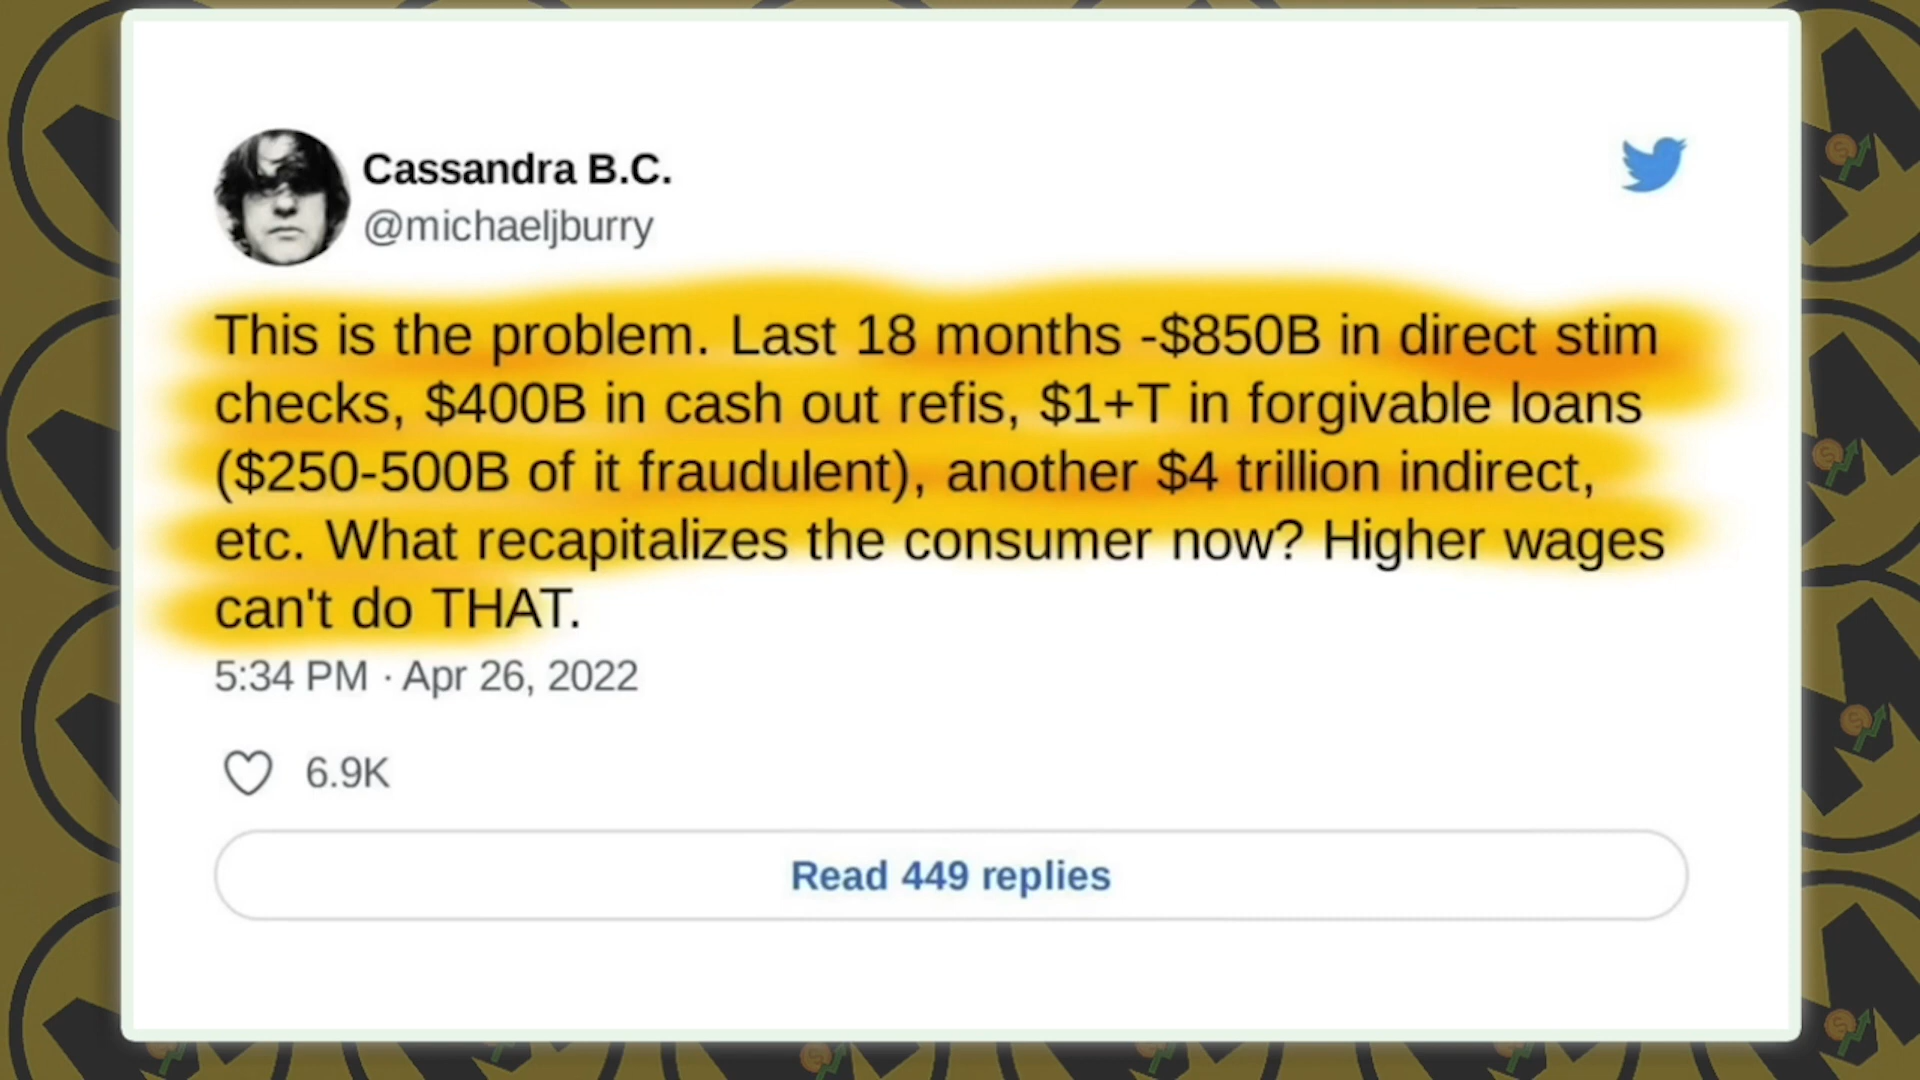 Cassandra B.C.
@michaeljburry
This is the problem. Last 18 months -$850B in direct stim
checks, $400B in cash out refis, $1+T in forgivable loans
($250-500B of it fraudulent), another $4 trillion indirect,
etc. What recapitalizes the consumer now? Higher wages
can't do THAT.
5:34 PM · Apr 26, 2022
6.9K
Read 449 replies